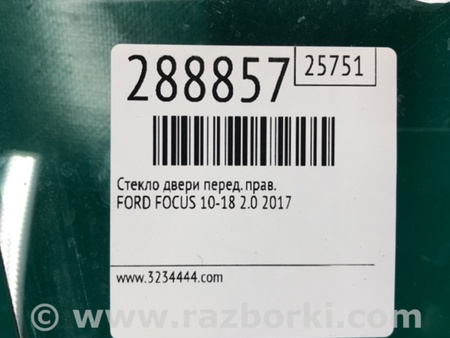 288857
25751
Стекло двери перед. прав.
FORD FOCUS 10-18 2.0 2017
www.3234444.com
© www.razborki.com